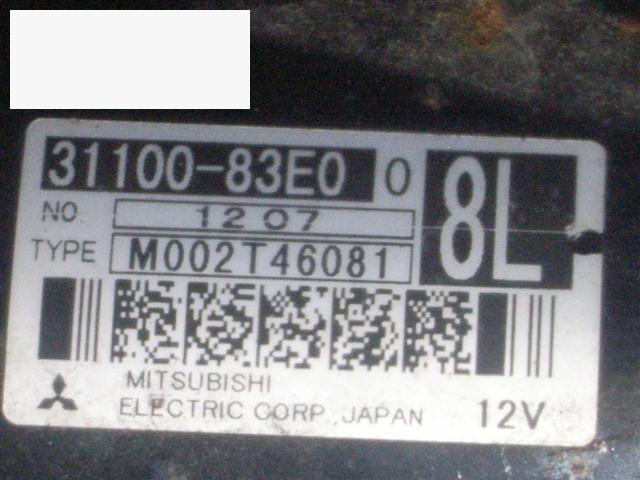 31100-83E0 0
8L
NO. 1207
TYPE M002T46081
MITSUBISHI
ELECTRIC CORP., JAPAN 12V